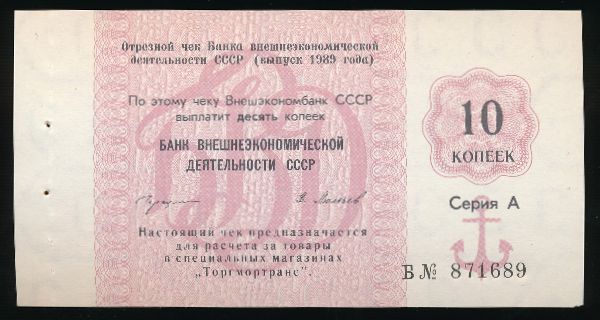 Отрезной чек Банка внешнеэкономической
деятельности СССР (выпуск 1989 года)
По этому чеку Внешэкономбанк СССР
выплатит десять копеек
БАНК ВНЕШНЕЭКОНОМИЧЕСКОЙ
ДЕЯТЕЛЬНОСТИ СССР
Настоящий чек предназначается
для расчета за товары
в специальных магазинах
„Торгмортранс".
10
КОПЕЕК
Серия А
Б № 871689